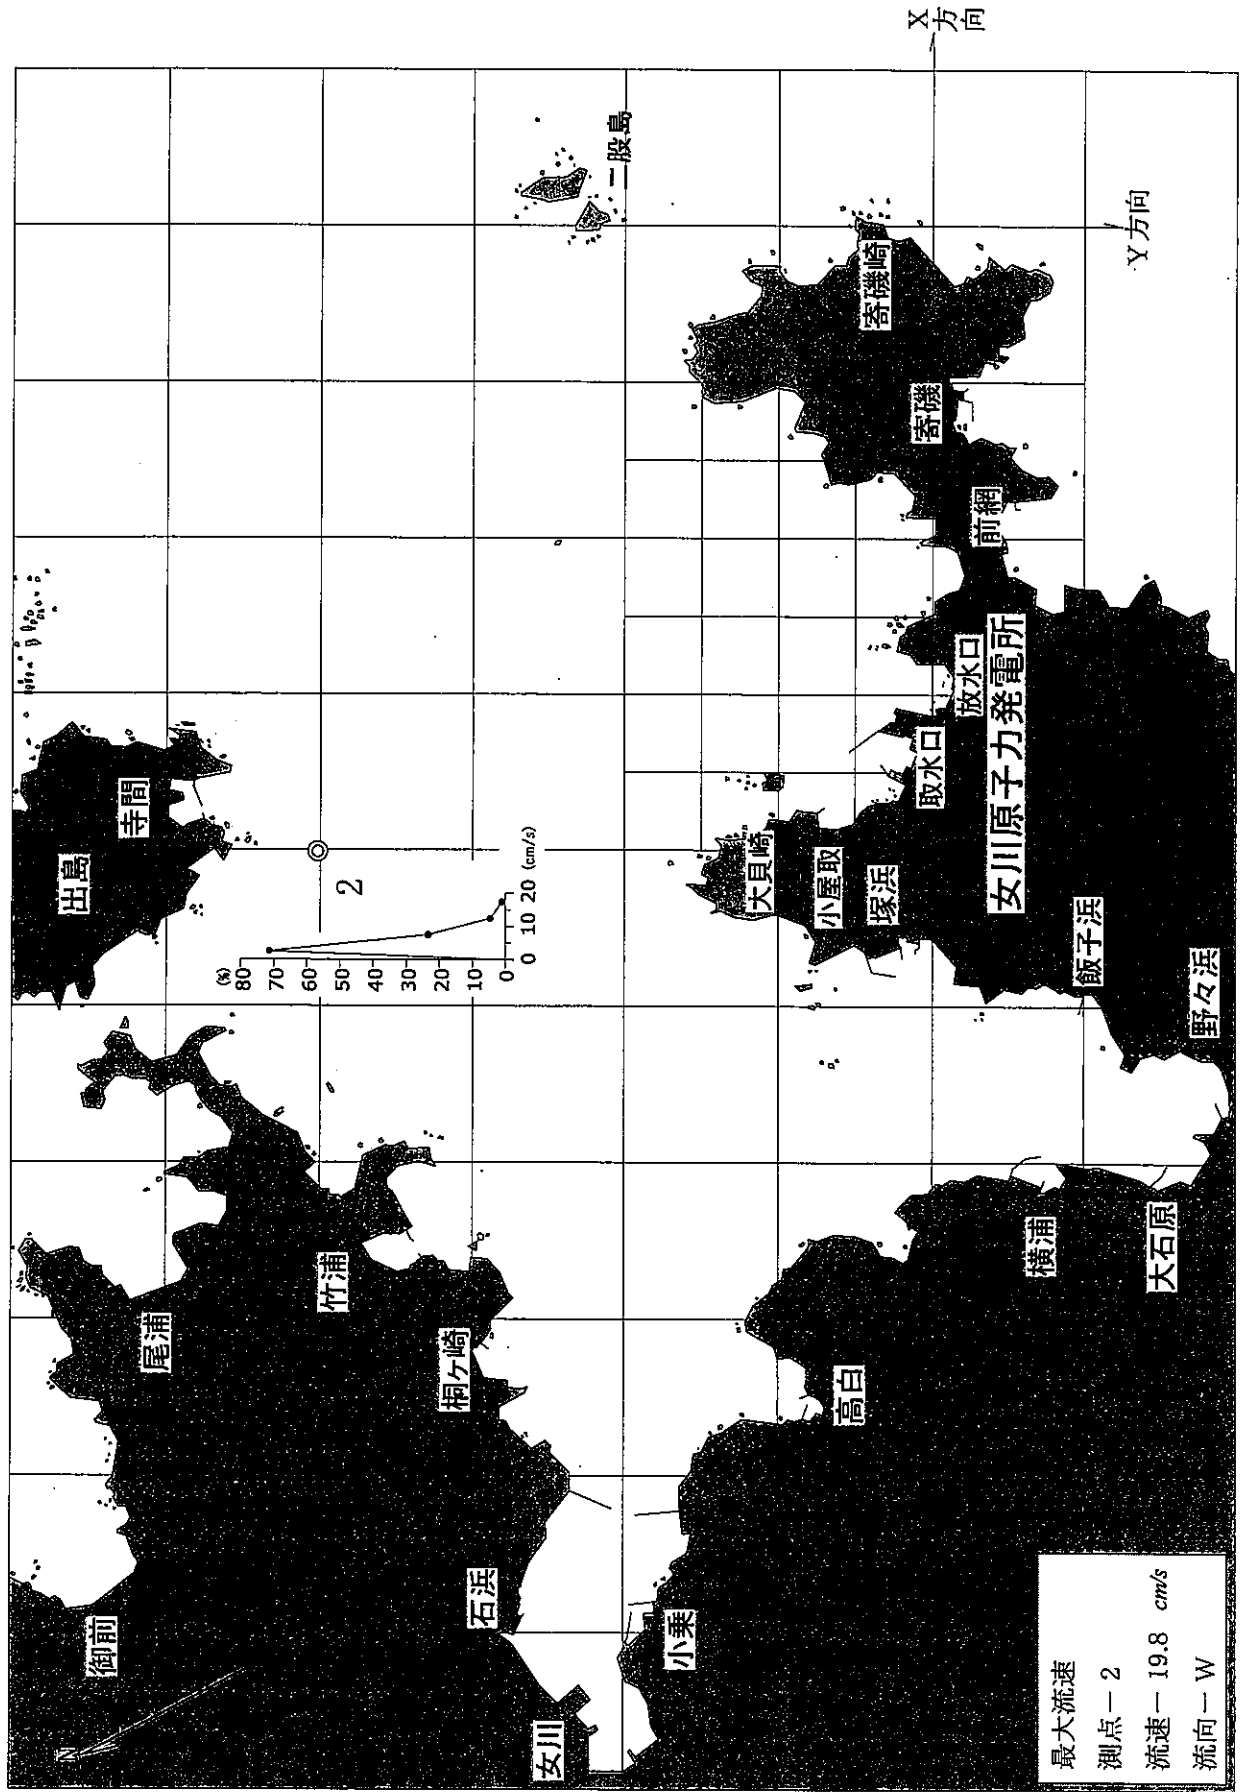 X方向
Y方向
二股島
寄磯崎
寄磯
前網
放水口
女川原子力発電所
取水口
出島
寺間
2
(%)
80
70
60
50
40
30
20
10
0
0 10 20 (cm/s)
大貝崎
小屋取
塚浜
飯子浜
野々浜
尾浦
竹浦
桐ヶ崎
横浦
大石原
高白
御前
石浜
小乗
女川
N
最大流速
測点ー 2
流速ー 19.8 cm/s
流向ー W